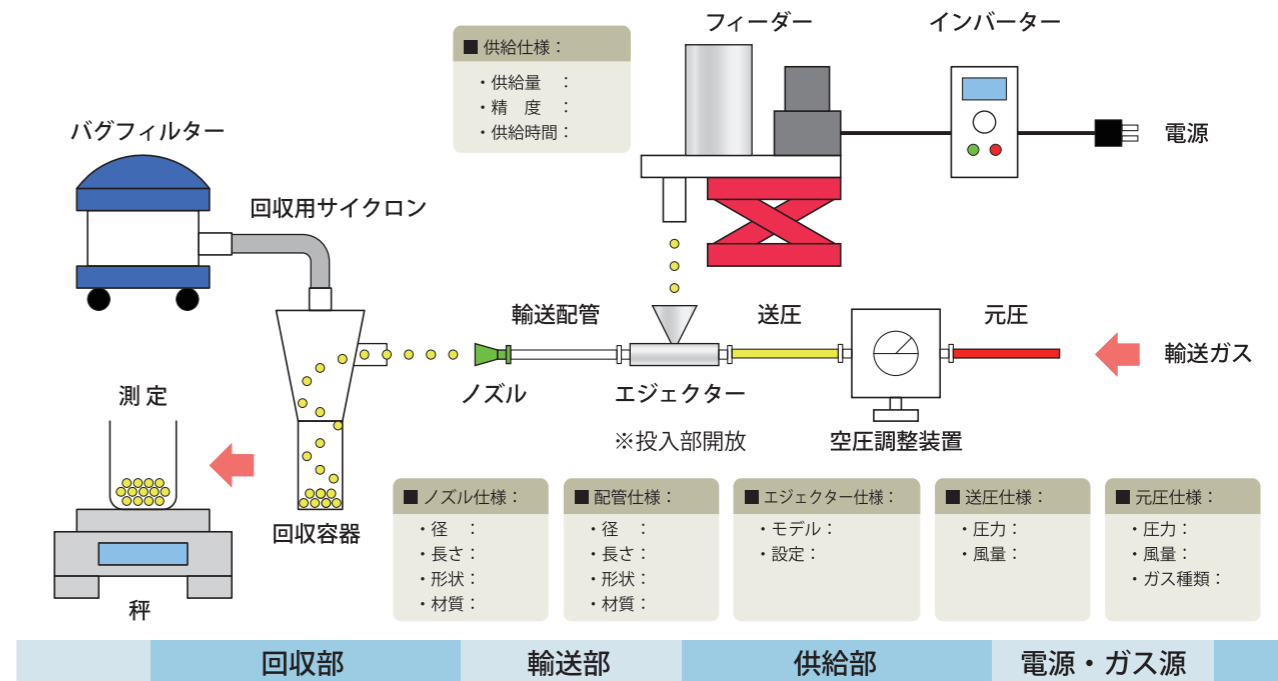 フィーダー
インバーター
■ 供給仕様：
・供給量　：
・精　度　：
・供給時間：
バグフィルター
電源
回収用サイクロン
輸送配管
送圧
元圧
輸送ガス
ノズル
エジェクター
※投入部開放
空圧調整装置
測 定
回収容器
秤
■ ノズル仕様：
・径　：
・長さ：
・形状：
・材質：
■ 配管仕様：
・径　：
・長さ：
・形状：
・材質：
■ エジェクター仕様：
・モデル：
・設定：
■ 送圧仕様：
・圧力：
・風量：
■ 元圧仕様：
・圧力：
・風量：
・ガス種類：
回収部
輸送部
供給部
電源・ガス源